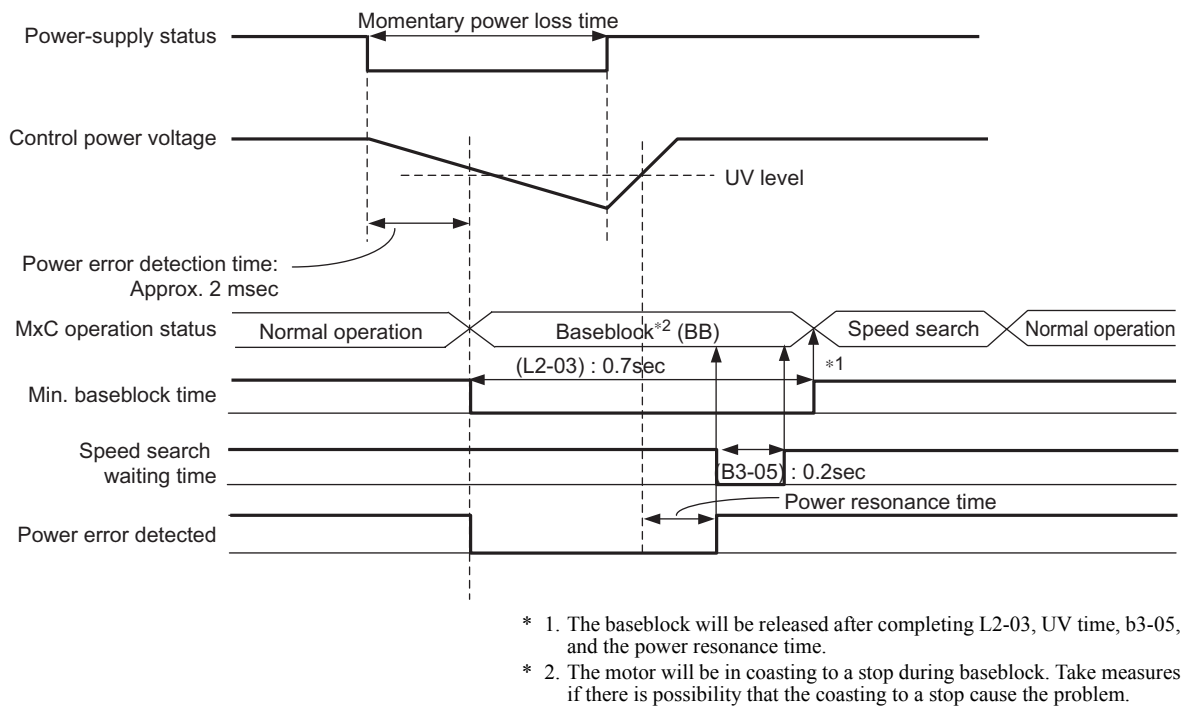 Momentary power loss time
Power-supply status
Control power voltage
UV level
Power error detection time:
Approx. 2 msec
MxC operation status
Normal operation
Baseblock*2 (BB)
Speed search
Normal operation
(L2-03) : 0.7sec
*1
Min. baseblock time
Speed search
waiting time
(B3-05) : 0.2sec
Power resonance time
Power error detected
* 1. The baseblock will be released after completing L2-03, UV time, b3-05,
and the power resonance time.
* 2. The motor will be in coasting to a stop during baseblock. Take measures
if there is possibility that the coasting to a stop cause the problem.